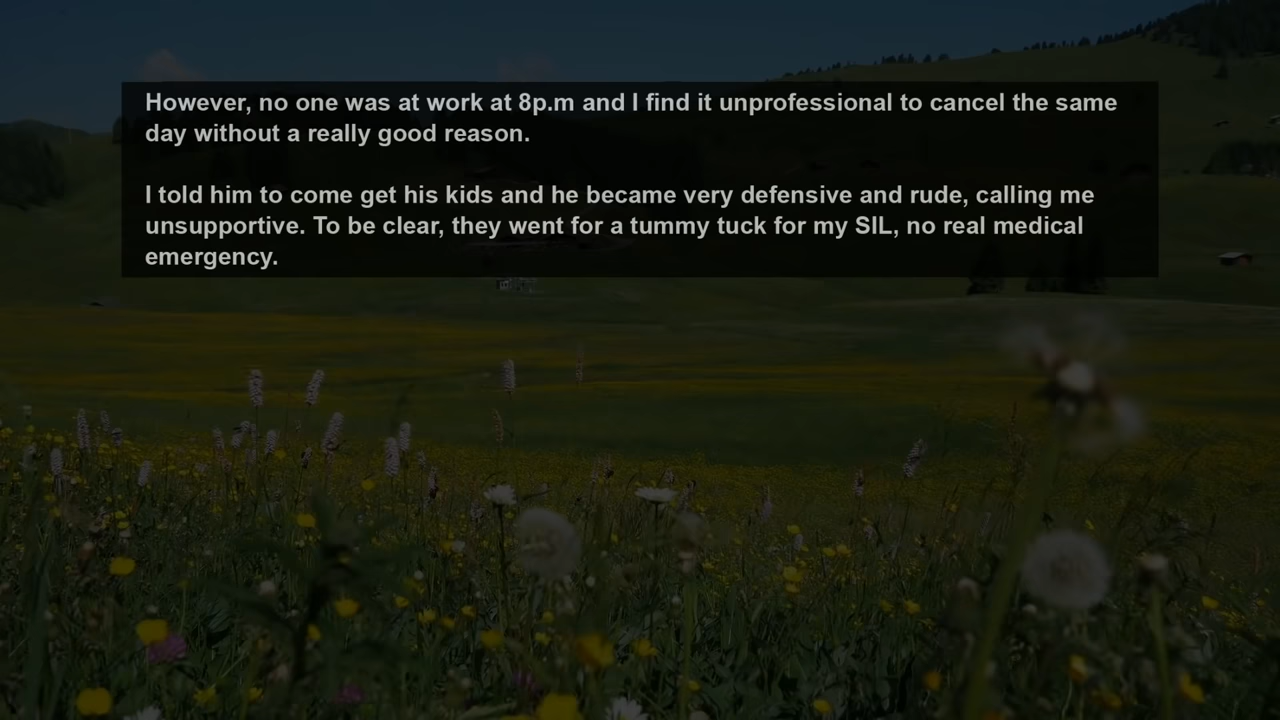 However, no one was at work at 8p.m and I find it unprofessional to cancel the same
day without a really good reason.
I told him to come get his kids and he became very defensive and rude, calling me
unsupportive. To be clear, they went for a tummy tuck for my SIL, no real medical
emergency.